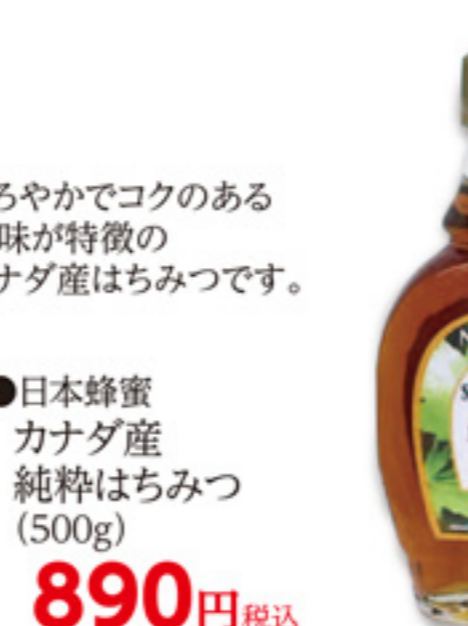 ろやかでコクのある
味が特徴の
ナダ産はちみつです。
●日本蜂蜜
カナダ産
純粋はちみつ
(500g)
890円税込